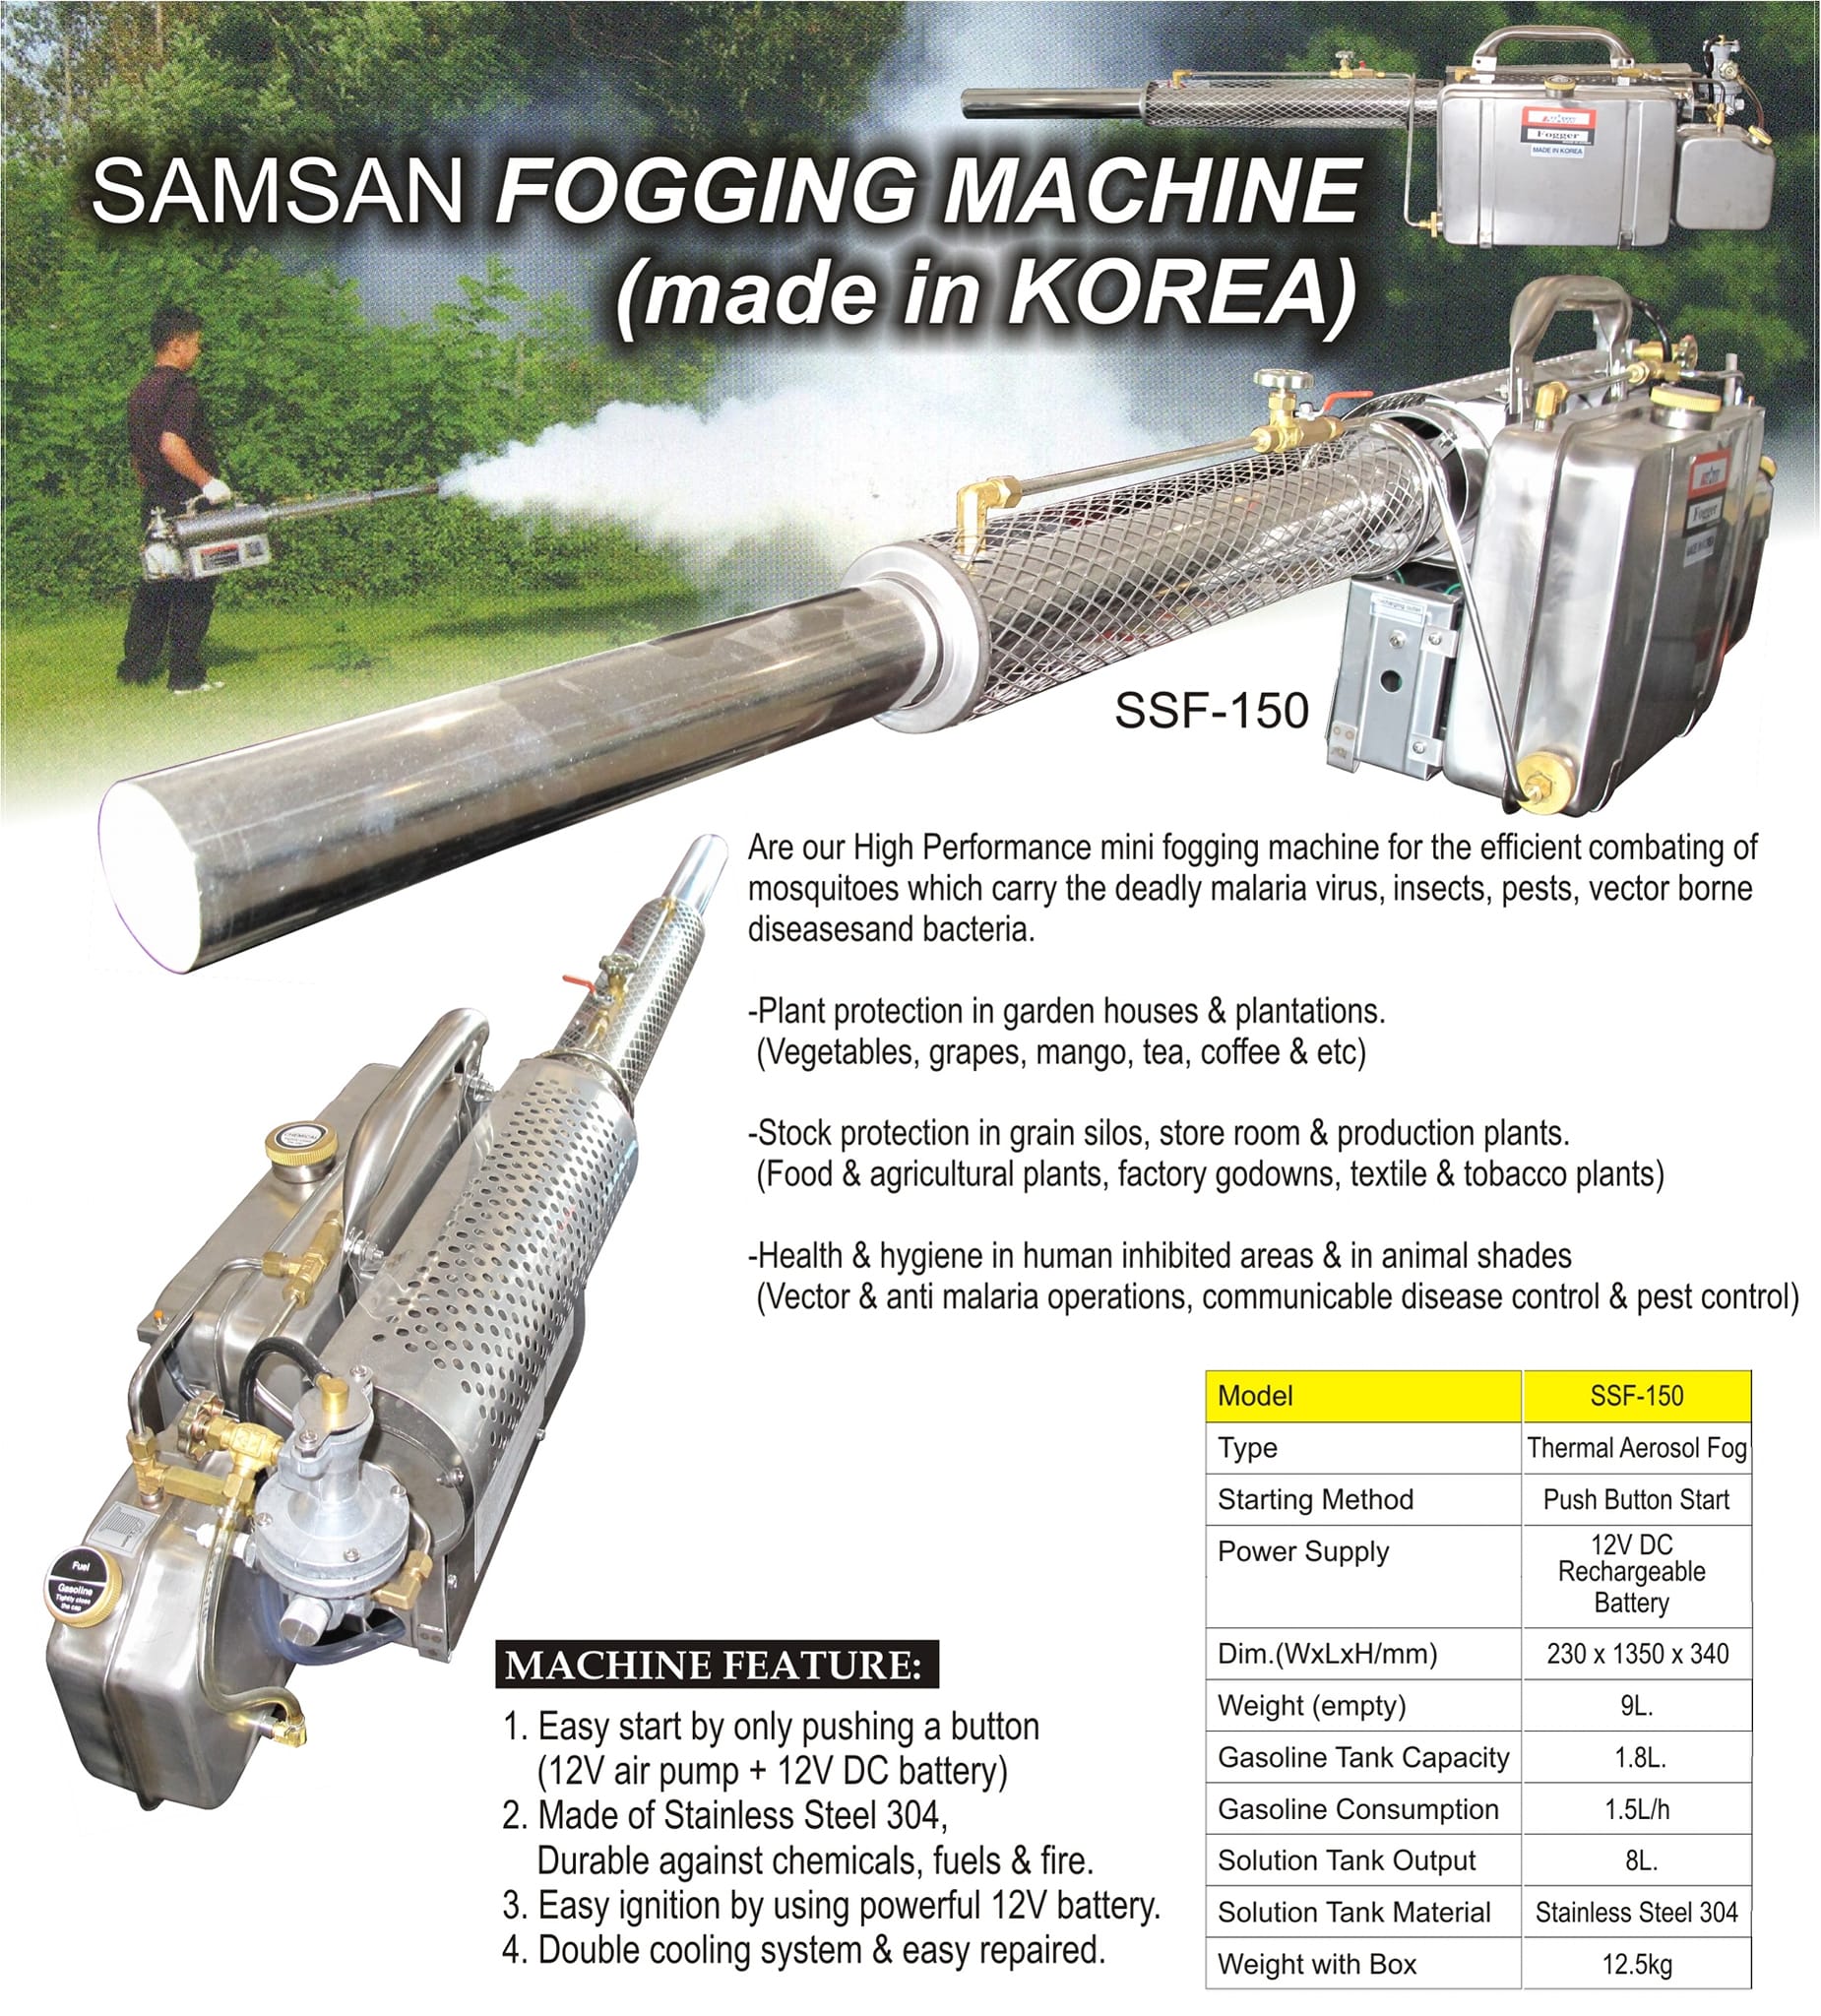 SAMSAN FOGGING MACHINE
(made in KOREA)
Fogger
MADE IN KOREA
Fogger
MADE IN KOREA
SSF-150
Are our High Performance mini fogging machine for the efficient combating of
mosquitoes which carry the deadly malaria virus, insects, pests, vector borne
diseasesand bacteria.
-Plant protection in garden houses & plantations.
(Vegetables, grapes, mango, tea, coffee & etc)
-Stock protection in grain silos, store room & production plants.
(Food & agricultural plants, factory godowns, textile & tobacco plants)
-Health & hygiene in human inhibited areas & in animal shades
(Vector & anti malaria operations, communicable disease control & pest control)
CHEMICAL
Fuel
Gasoline
Tightly close
the cap
MACHINE FEATURE:
1. Easy start by only pushing a button
(12V air pump + 12V DC battery)
2. Made of Stainless Steel 304,
Durable against chemicals, fuels & fire.
3. Easy ignition by using powerful 12V battery.
4. Double cooling system & easy repaired.
Model SSF-150
Type Thermal Aerosol Fog
Starting Method Push Button Start
Power Supply 12V DC
Rechargeable
Battery
Dim.(WxLxH/mm) 230 x 1350 x 340
Weight (empty) 9L.
Gasoline Tank Capacity 1.8L.
Gasoline Consumption 1.5L/h
Solution Tank Output 8L.
Solution Tank Material Stainless Steel 304
Weight with Box 12.5kg